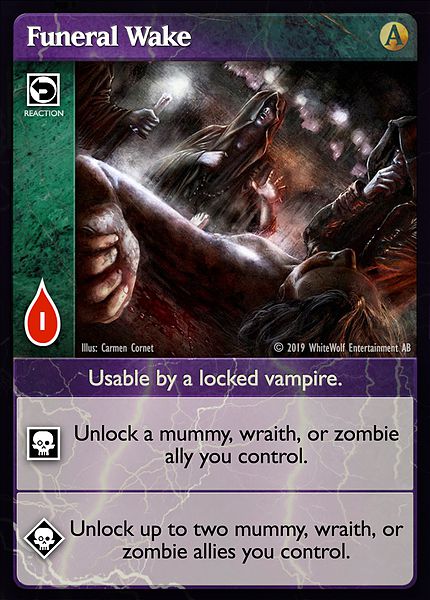 Funeral Wake
A
REACTION
1
Illus: Carmen Cornet
© 2019 WhiteWolf Entertainment AB
Usable by a locked vampire.
Unlock a mummy, wraith, or zombie
ally you control.
Unlock up to two mummy, wraith, or
zombie allies you control.